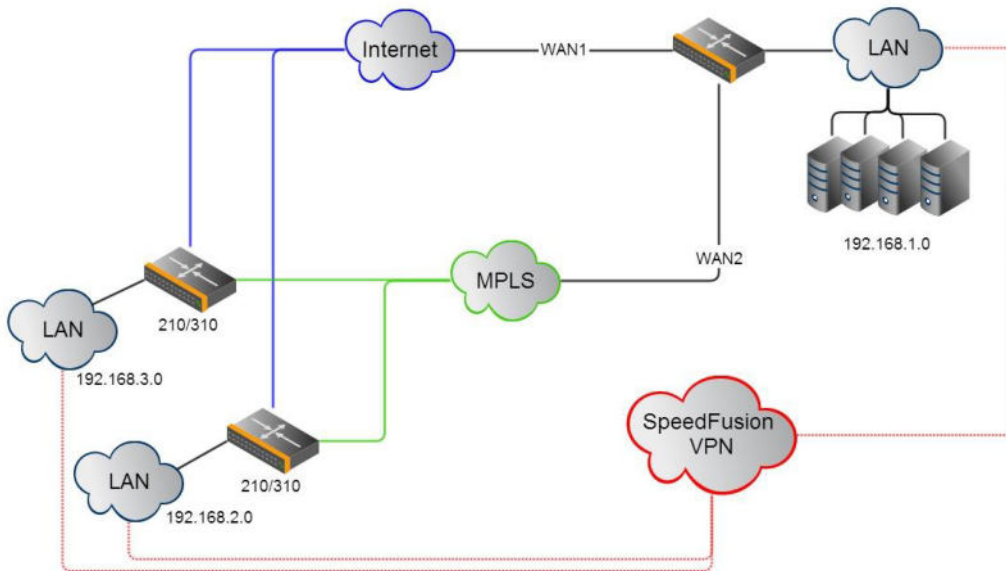 Internet
WAN1
LAN
192.168.1.0
WAN2
MPLS
210/310
LAN
192.168.3.0
SpeedFusion
VPN
LAN
210/310
192.168.2.0